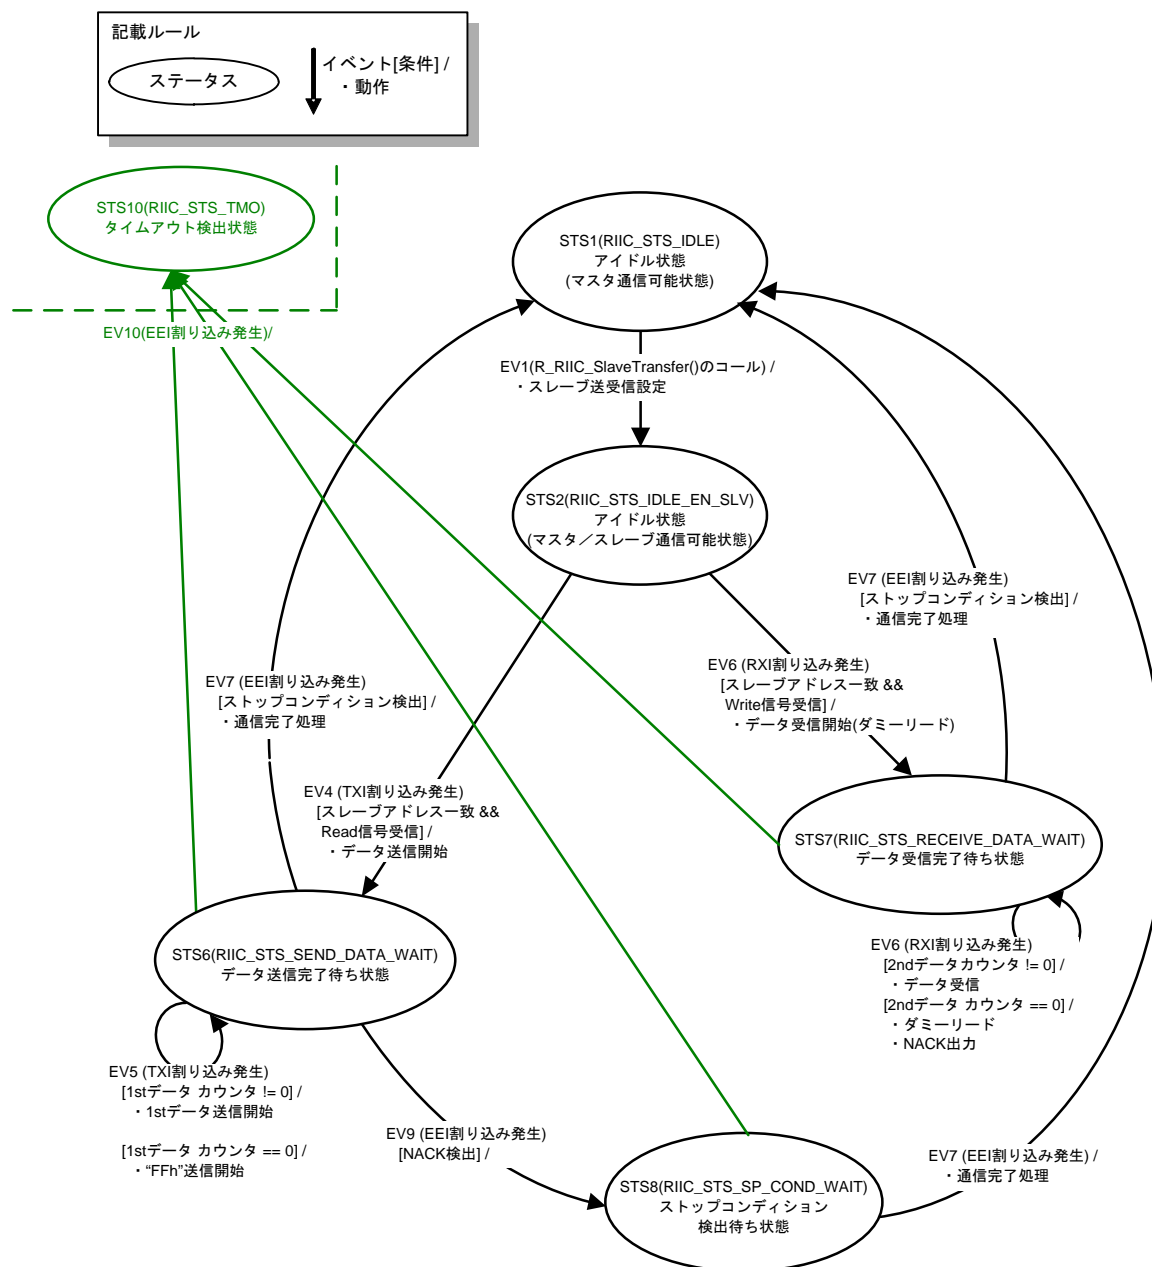 記載ルール
ステータス
イベント[条件] /
・動作
STS10(RIIC_STS_TMO)
タイムアウト検出状態
STS1(RIIC_STS_IDLE)
アイドル状態
(マスタ通信可能状態)
EV10(EEI割り込み発生)/
EV1(R_RIIC_SlaveTransfer()のコール) /
・スレーブ送受信設定
STS2(RIIC_STS_IDLE_EN_SLV)
アイドル状態
(マスタ／スレーブ通信可能状態)
EV7 (EEI割り込み発生)
[ストップコンディション検出] /
・通信完了処理
EV6 (RXI割り込み発生)
[スレーブアドレス一致 &&
Write信号受信] /
・データ受信開始(ダミーリード)
EV7 (EEI割り込み発生)
[ストップコンディション検出] /
・通信完了処理
EV4 (TXI割り込み発生)
[スレーブアドレス一致 &&
Read信号受信] /
・データ送信開始
STS7(RIIC_STS_RECEIVE_DATA_WAIT)
データ受信完了待ち状態
STS6(RIIC_STS_SEND_DATA_WAIT)
データ送信完了待ち状態
EV6 (RXI割り込み発生)
[2ndデータカウンタ != 0] /
・データ受信
[2ndデータ カウンタ == 0] /
・ダミーリード
・NACK出力
EV5 (TXI割り込み発生)
[1stデータ カウンタ != 0] /
・1stデータ送信開始
[1stデータ カウンタ == 0] /
・“FFh”送信開始
EV9 (EEI割り込み発生)
[NACK検出] /
EV7 (EEI割り込み発生) /
・通信完了処理
STS8(RIIC_STS_SP_COND_WAIT)
ストップコンディション
検出待ち状態